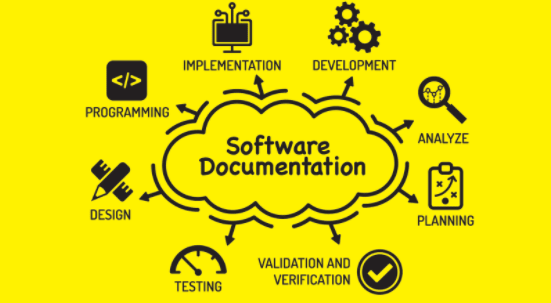 IMPLEMENTATION
DEVELOPMENT
</>
PROGRAMMING
ANALYZE
Software
Documentation
DESIGN
PLANNING
TESTING
VALIDATION AND
VERIFICATION